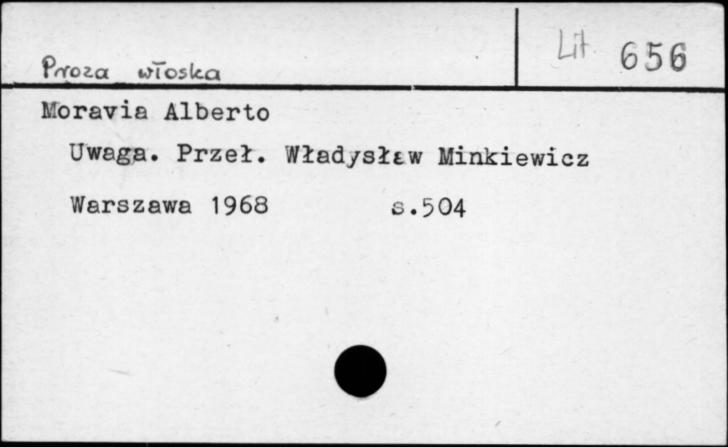 Lit 656
Proza włoska
Moravia Alberto
Uwaga. Przeł. Władysław Minkiewicz
Warszawa 1968 s.504